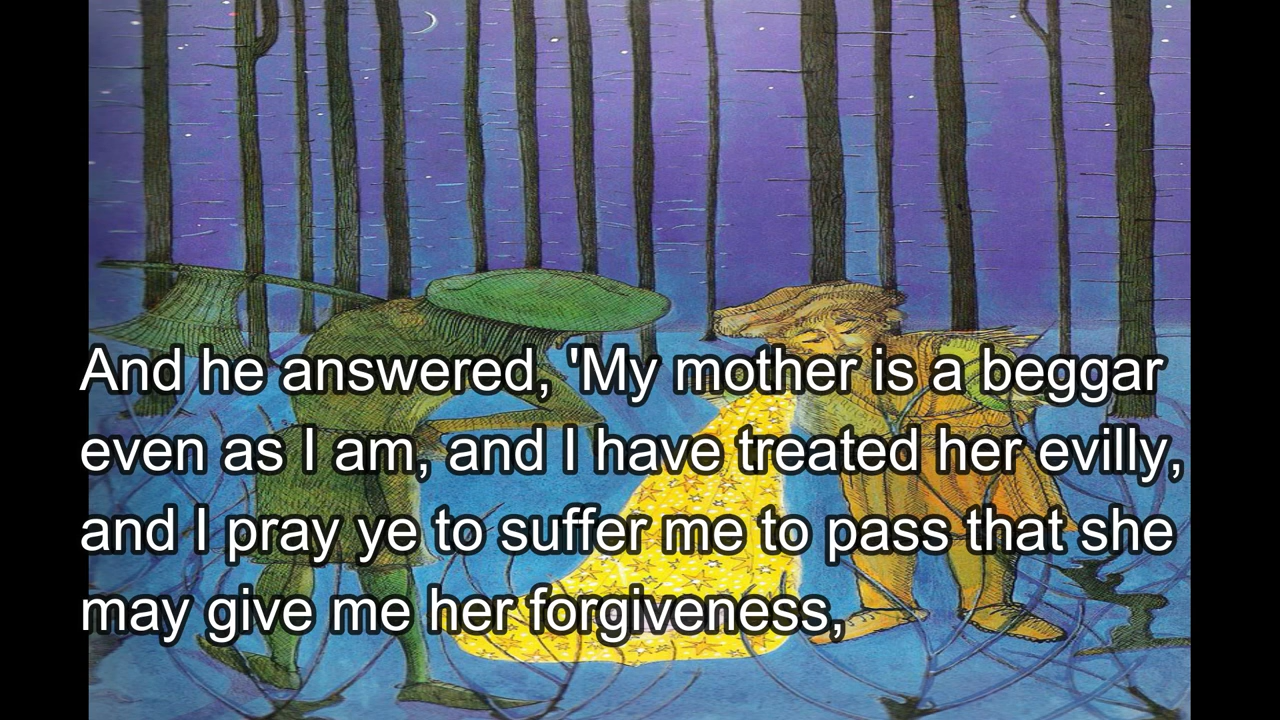 And he answered, 'My mother is a beggar
even as I am, and I have treated her evilly,
and I pray ye to suffer me to pass that she
may give me her forgiveness,